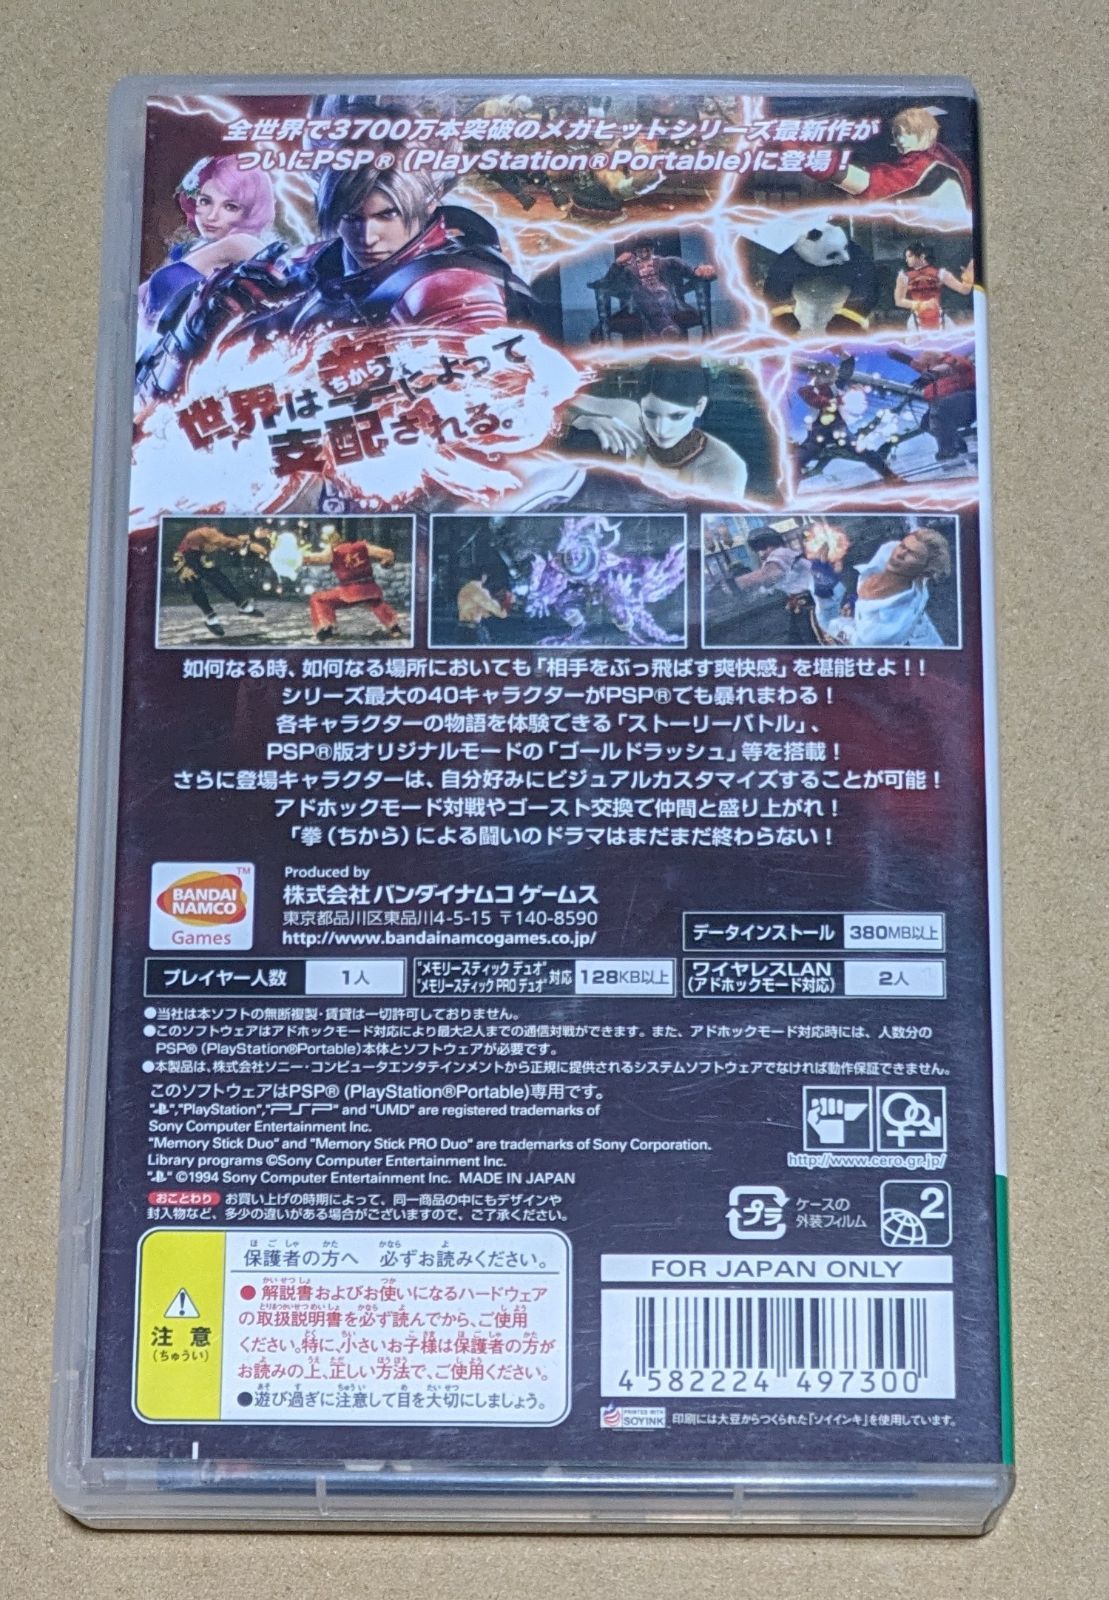 全世界で3700万本突破のメガヒットシリーズ最新作が
ついにPSP® (PlayStation®Portable)に登場！
世界は拳によって
ちから
支配される。
如何なる時、如何なる場所においても「相手をぶっ飛ばす爽快感」を堪能せよ！！
シリーズ最大の40キャラクターがPSP®でも暴れまわる！
各キャラクターの物語を体験できる「ストーリーバトル」、
PSP®版オリジナルモードの「ゴールドラッシュ」等を搭載！
さらに登場キャラクターは、自分好みにビジュアルカスタマイズすることが可能！
アドホックモード対戦やゴースト交換で仲間と盛り上がれ！
「拳（ちから）による闘いのドラマはまだまだ終わらない！
BANDAI NAMCO Games™
Produced by
株式会社バンダイナムコゲームス
東京都品川区東品川4-5-15 〒140-8590
http://www.bandainamcogames.co.jp/
データインストール 380MB以上
プレイヤー人数 1人
"メモリースティック デュオ" "メモリースティック PRO デュオ" 対応 128KB以上
ワイヤレスLAN (アドホックモード対応) 2人
●当社は本ソフトの無断複製・賃貸は一切許可しておりません。
●このソフトウェアはアドホックモード対応により最大2人までの通信対戦ができます。また、アドホックモード対応時には、人数分の
PSP® (PlayStation®Portable)本体とソフトウェアが必要です。
●本製品は、株式会社ソニー・コンピュータエンタテインメントから正規に提供されるシステムソフトウェアでなければ動作保証できません。
このソフトウェアはPSP® (PlayStation®Portable)専用です。
" ","PlayStation","PSP" and "UMD" are registered trademarks of
Sony Computer Entertainment Inc.
"Memory Stick Duo" and "Memory Stick PRO Duo" are trademarks of Sony Corporation.
Library programs ©Sony Computer Entertainment Inc.
" " ©1994 Sony Computer Entertainment Inc. MADE IN JAPAN
http://www.cero.gr.jp/
おことわり お買い上げの時期によって、同一商品の中にもデザインや
封入物など、多少の違いがある場合がございますので、ご了承ください。
プラ
ケースの
外装フィルム
2
注意
(ちゅうい)
保護者の方へ 必ずお読みください。
●解説書およびお使いになるハードウェア
の取扱説明書を必ず読んでから、ご使用
ください。特に、小さいお子様は保護者の方が
お読みの上、正しい方法で、ご使用ください。
●遊び過ぎに注意して目を大切にしましょう。
FOR JAPAN ONLY
4 582224 497300
PRINTED WITH SOYINK
印刷には大豆からつくられた「ソイインキ」を使用しています。